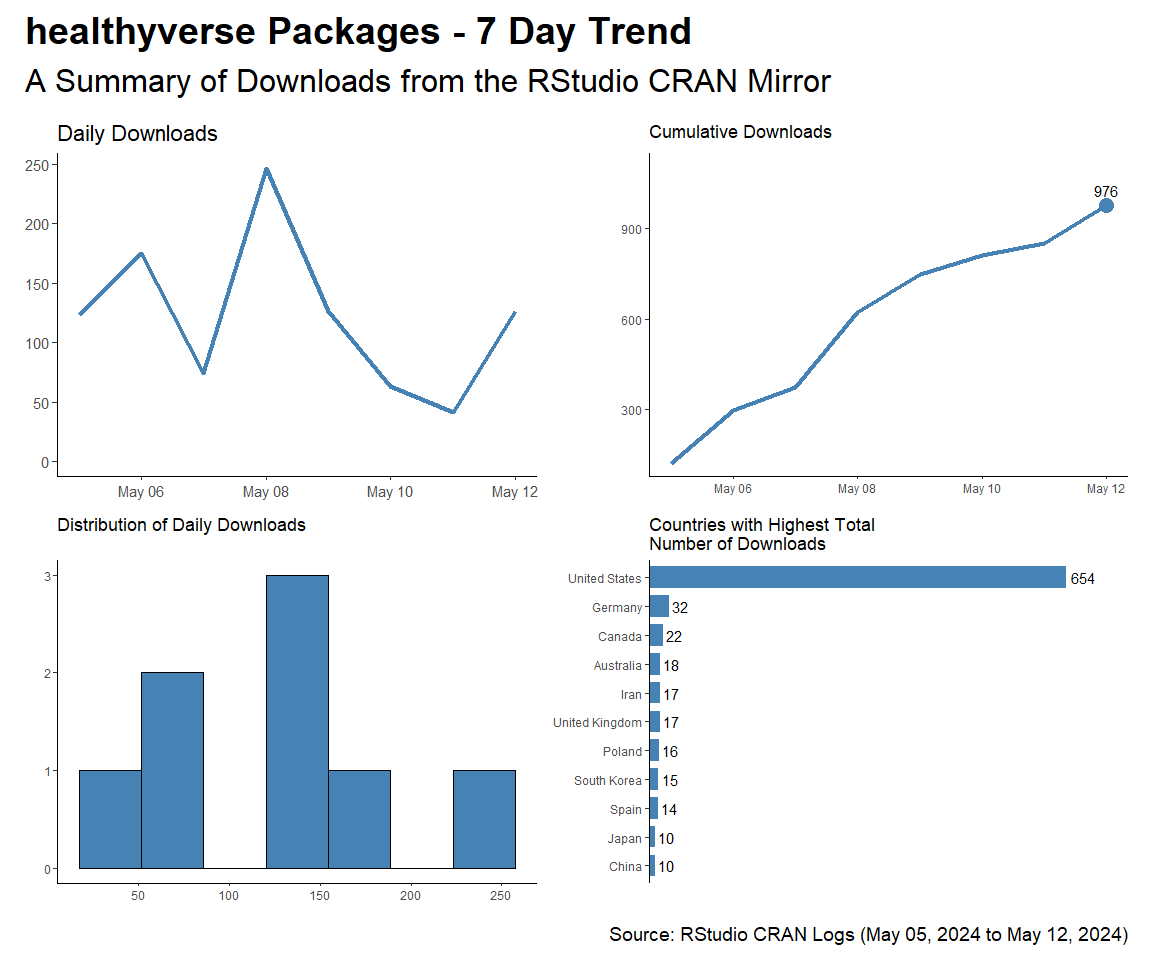 healthyverse Packages - 7 Day Trend
A Summary of Downloads from the RStudio CRAN Mirror
Daily Downloads
250
200
150
100
50
0
May 06 May 08 May 10 May 12
Cumulative Downloads
976
900
600
300
May 06 May 08 May 10 May 12
Distribution of Daily Downloads
3
2
1
0
50 100 150 200 250
Countries with Highest Total
Number of Downloads
United States 654
Germany 32
Canada 22
Australia 18
Iran 17
United Kingdom 17
Poland 16
South Korea 15
Spain 14
Japan 10
China 10
Source: RStudio CRAN Logs (May 05, 2024 to May 12, 2024)